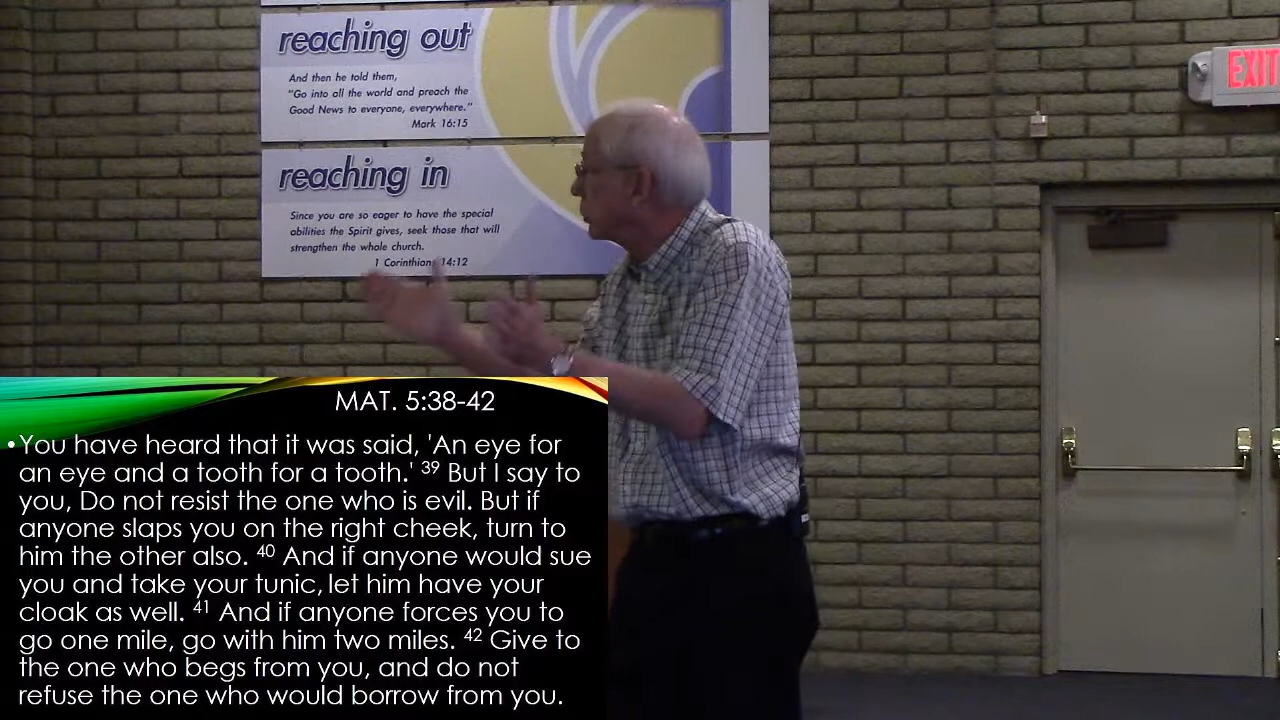 reaching out
And then he told them,
"Go into all the world and preach the
Good News to everyone, everywhere."
Mark 16:15
reaching in
Since you are so eager to have the special
abilities the Spirit gives, seek those that will
strengthen the whole church.
1 Corinthians 14:12
EXIT
MAT. 5:38-42
•You have heard that it was said, 'An eye for
an eye and a tooth for a tooth.' 39 But I say to
you, Do not resist the one who is evil. But if
anyone slaps you on the right cheek, turn to
him the other also. 40 And if anyone would sue
you and take your tunic, let him have your
cloak as well. 41 And if anyone forces you to
go one mile, go with him two miles. 42 Give to
the one who begs from you, and do not
refuse the one who would borrow from you.